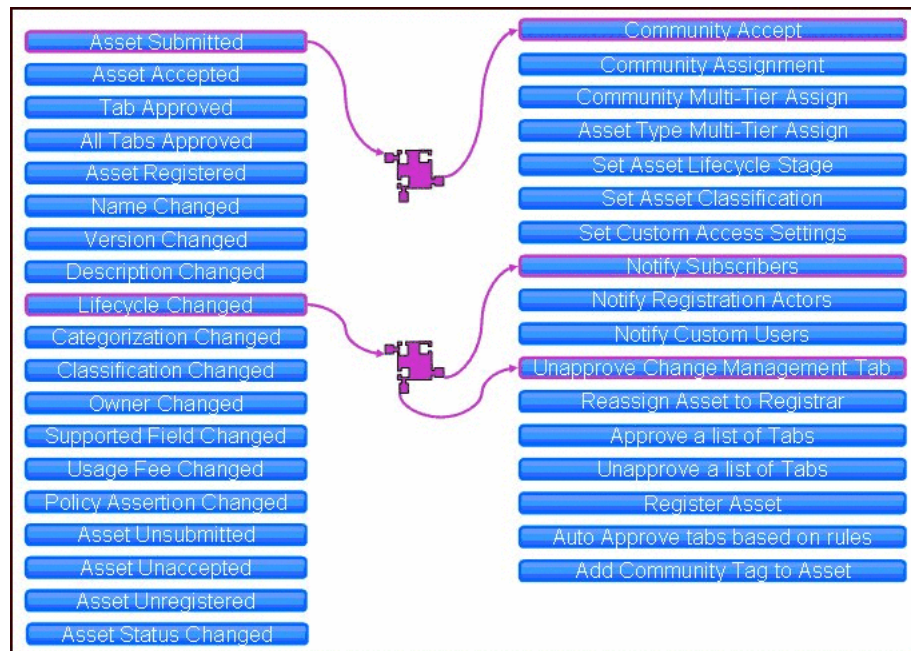 Asset Submitted
Asset Accepted
Tab Approved
All Tabs Approved
Asset Registered
Name Changed
Version Changed
Description Changed
Lifecycle Changed
Categorization Changed
Classification Changed
Owner Changed
Supported Field Changed
Usage Fee Changed
Policy Assertion Changed
Asset Unsubmitted
Asset Unaccepted
Asset Unregistered
Asset Status Changed
Community Accept
Community Assignment
Community Multi-Tier Assign
Asset Type Multi-Tier Assign
Set Asset Lifecycle Stage
Set Asset Classification
Set Custom Access Settings
Notify Subscribers
Notify Registration Actors
Notify Custom Users
Unapprove Change Management Tab
Reassign Asset to Registrar
Approve a list of Tabs
Unapprove a list of Tabs
Register Asset
Auto Approve tabs based on rules
Add Community Tag to Asset